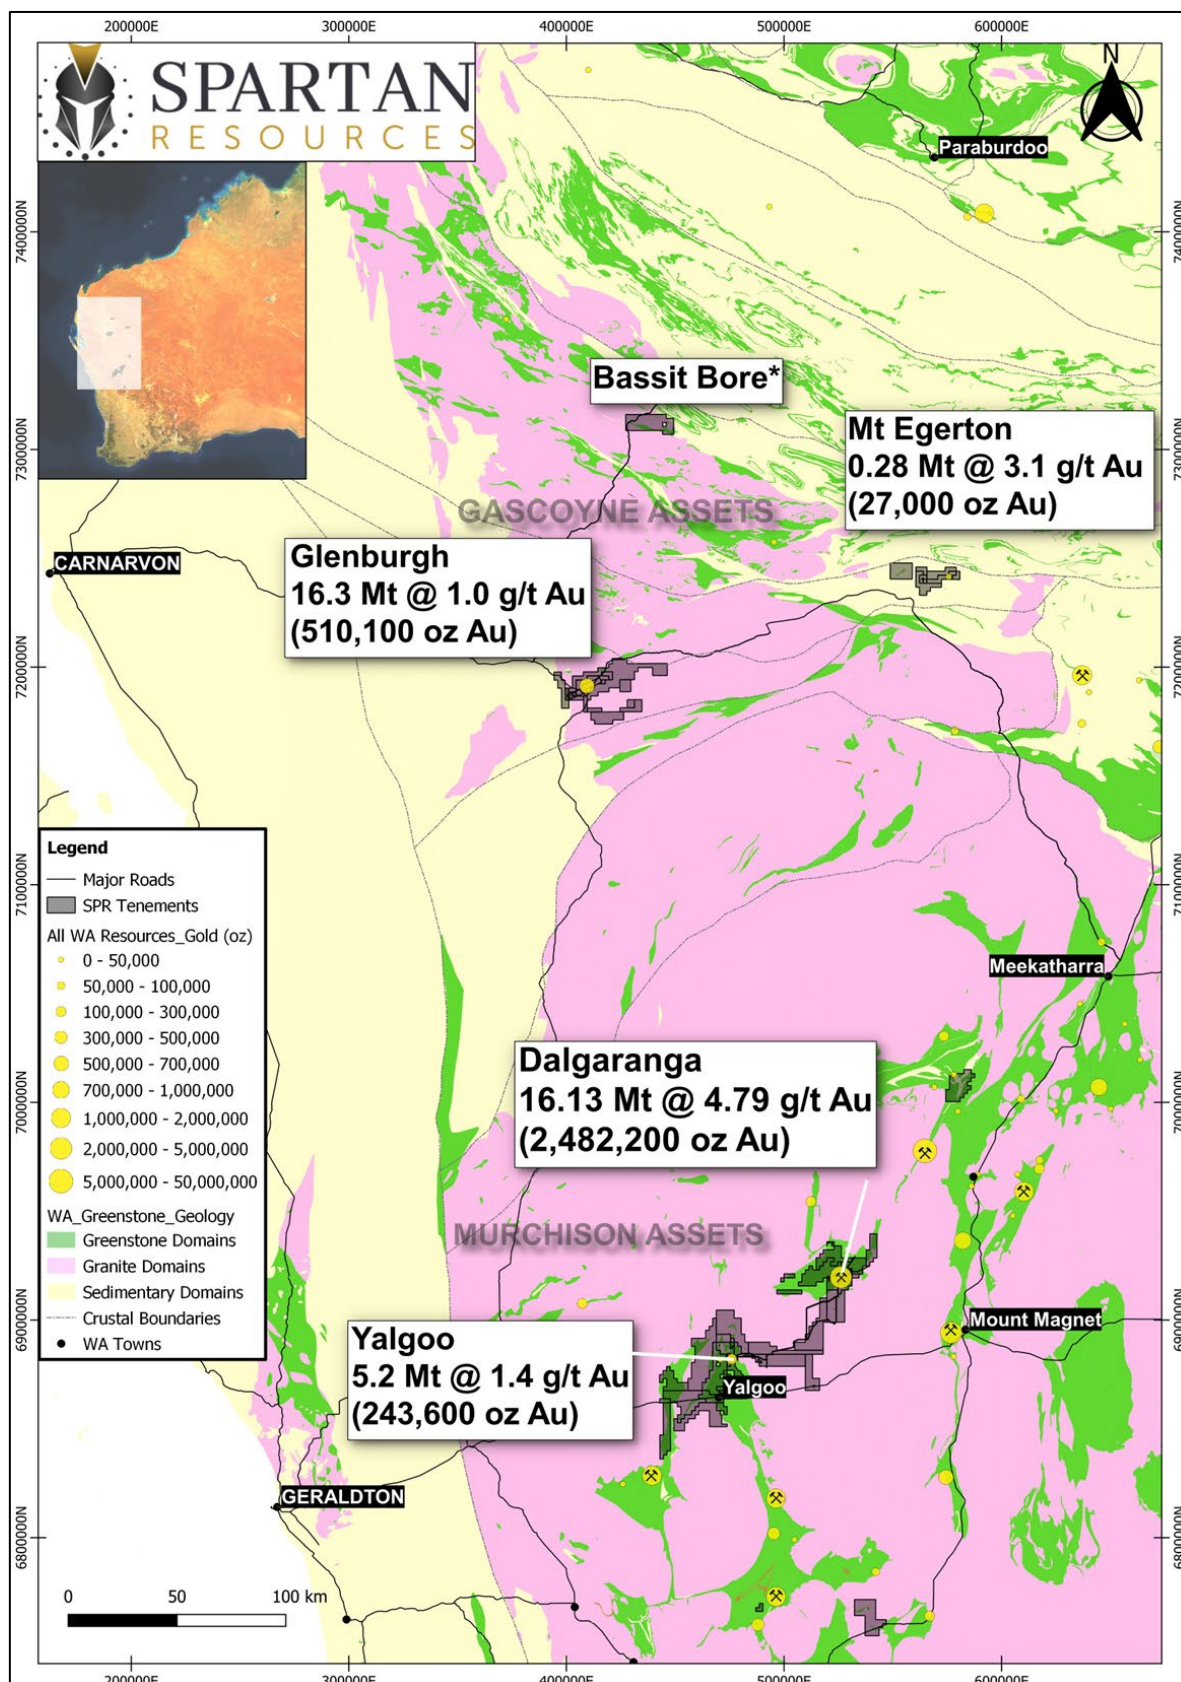 200000E 300000E 400000E 500000E 600000E
SPARTAN
RESOURCES
N
Paraburdoo
7400000N 7400000N
Bassit Bore*
Mt Egerton
0.28 Mt @ 3.1 g/t Au
(27,000 oz Au)
7300000N 7300000N
GASCOYNE ASSETS
CARNARVON
Glenburgh
16.3 Mt @ 1.0 g/t Au
(510,100 oz Au)
7200000N 7200000N
Legend
Major Roads
SPR Tenements
All WA Resources_Gold (oz)
0 - 50,000
50,000 - 100,000
100,000 - 300,000
300,000 - 500,000
500,000 - 700,000
700,000 - 1,000,000
1,000,000 - 2,000,000
2,000,000 - 5,000,000
5,000,000 - 50,000,000
WA_Greenstone_Geology
Greenstone Domains
Granite Domains
Sedimentary Domains
Crustal Boundaries
WA Towns
7100000N 7100000N
Meekatharra
Dalgaranga
16.13 Mt @ 4.79 g/t Au
(2,482,200 oz Au)
7000000N 7000000N
MURCHISON ASSETS
6900000N 6900000N
Mount Magnet
Yalgoo
5.2 Mt @ 1.4 g/t Au
(243,600 oz Au)
Yalgoo
GERALDTON
6800000N 6800000N
0 50 100 km
200000E 300000E 400000E 500000E 600000E